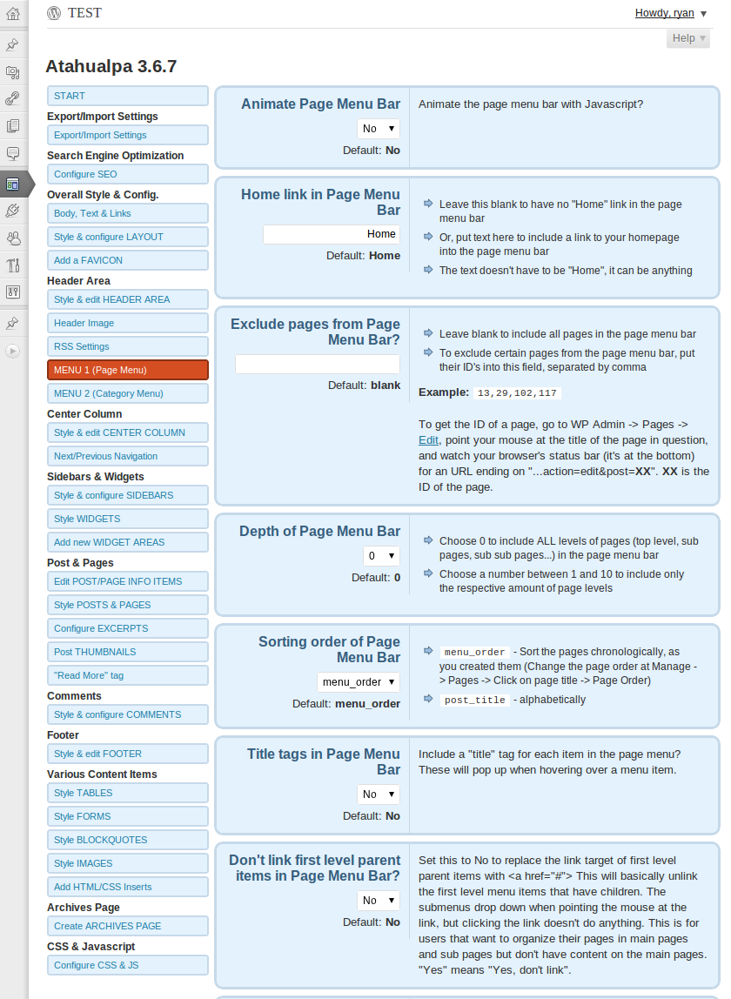 TEST
Howdy, ryan
Help
Atahualpa 3.6.7
START
Export/Import Settings
Export/Import Settings
Search Engine Optimization
Configure SEO
Overall Style & Config.
Body, Text & Links
Style & configure LAYOUT
Add a FAVICON
Header Area
Style & edit HEADER AREA
Header Image
RSS Settings
MENU 1 (Page Menu)
MENU 2 (Category Menu)
Center Column
Style & edit CENTER COLUMN
Next/Previous Navigation
Sidebars & Widgets
Style & configure SIDEBARS
Style WIDGETS
Add new WIDGET AREAS
Post & Pages
Edit POST/PAGE INFO ITEMS
Style POSTS & PAGES
Configure EXCERPTS
Post THUMBNAILS
"Read More" tag
Comments
Style & configure COMMENTS
Footer
Style & edit FOOTER
Various Content Items
Style TABLES
Style FORMS
Style BLOCKQUOTES
Style IMAGES
Add HTML/CSS Inserts
Archives Page
Create ARCHIVES PAGE
CSS & Javascript
Configure CSS & JS
Animate Page Menu Bar
No
Default: No
Animate the page menu bar with Javascript?
Home link in Page Menu
Bar
Home
Default: Home
Leave this blank to have no "Home" link in the page
menu bar
Or, put text here to include a link to your homepage
into the page menu bar
The text doesn't have to be "Home", it can be anything
Exclude pages from Page
Menu Bar?
Default: blank
Leave blank to include all pages in the page menu bar
To exclude certain pages from the page menu bar, put
their ID's into this field, separated by comma
Example: 13,29,102,117
To get the ID of a page, go to WP Admin -> Pages ->
Edit, point your mouse at the title of the page in question,
and watch your browser's status bar (it's at the bottom)
for an URL ending on "...action=edit&post=XX". XX is the
ID of the page.
Depth of Page Menu Bar
0
Default: 0
Choose 0 to include ALL levels of pages (top level, sub
pages, sub sub pages...) in the page menu bar
Choose a number between 1 and 10 to include only
the respective amount of page levels
Sorting order of Page
Menu Bar
menu_order
Default: menu_order
menu_order - Sort the pages chronologically, as
you created them (Change the page order at Manage -
> Pages -> Click on page title -> Page Order)
post_title - alphabetically
Title tags in Page Menu
Bar
No
Default: No
Include a "title" tag for each item in the page menu?
These will pop up when hovering over a menu item.
Don't link first level parent
items in Page Menu Bar?
No
Default: No
Set this to No to replace the link target of first level
parent items with <a href="#"> This will basically unlink
the first level menu items that have children. The
submenus drop down when pointing the mouse at the
link, but clicking the link doesn't do anything. This is for
users that want to organize their pages in main pages
and sub pages but don't have content on the main pages.
"Yes" means "Yes, don't link".